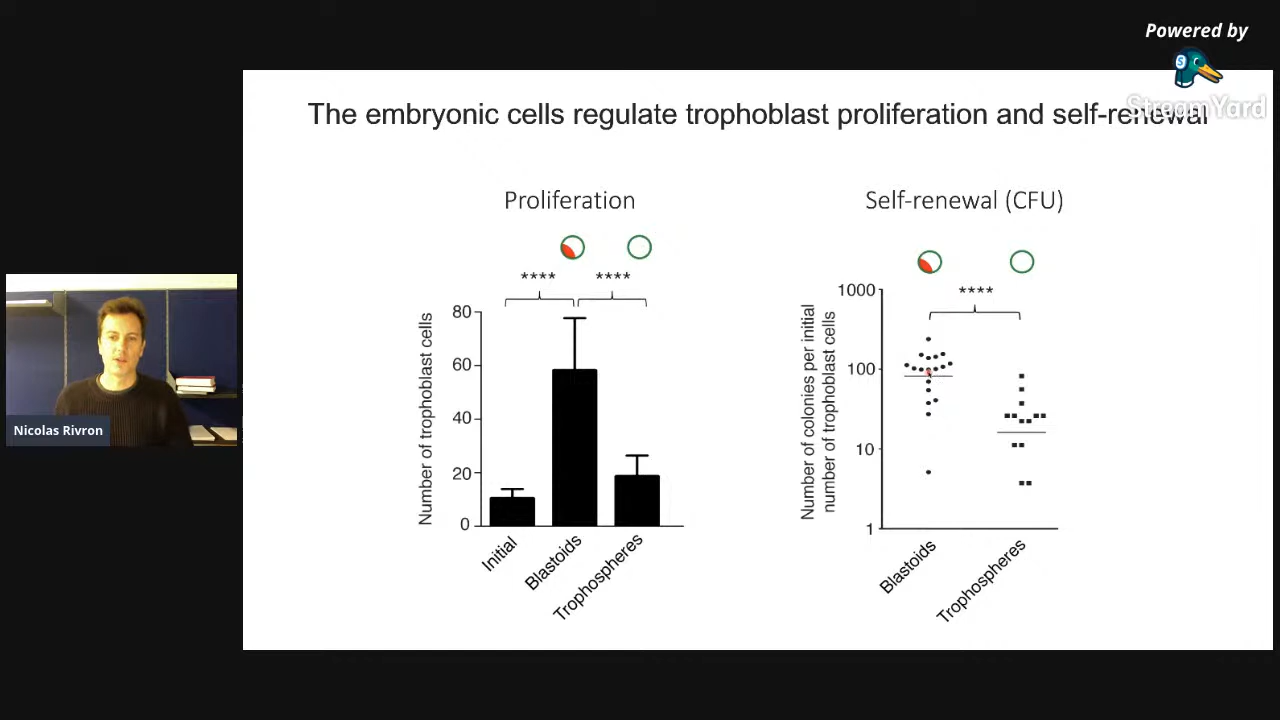 Powered by
StreamYard
The embryonic cells regulate trophoblast proliferation and self-renewal
Proliferation
****
****
Number of trophoblast cells
80
60
40
20
0
Initial
Blastoids
Trophospheres
Self-renewal (CFU)
****
Number of colonies per initial
number of trophoblast cells
1000
100
10
1
Blastoids
Trophospheres
Nicolas Rivron